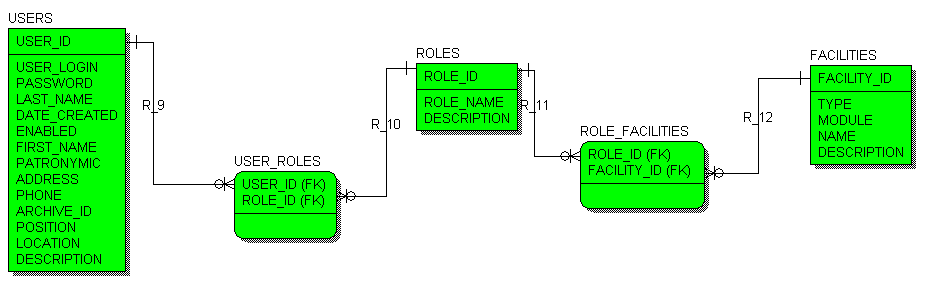 USERS
USER_ID
USER_LOGIN
PASSWORD
LAST_NAME
DATE_CREATED
ENABLED
FIRST_NAME
PATRONYMIC
ADDRESS
PHONE
ARCHIVE_ID
POSITION
LOCATION
DESCRIPTION
R_9
USER_ROLES
USER_ID (FK)
ROLE_ID (FK)
R_10
ROLES
ROLE_ID
ROLE_NAME
DESCRIPTION
R_11
ROLE_FACILITIES
ROLE_ID (FK)
FACILITY_ID (FK)
R_12
FACILITIES
FACILITY_ID
TYPE
MODULE
NAME
DESCRIPTION